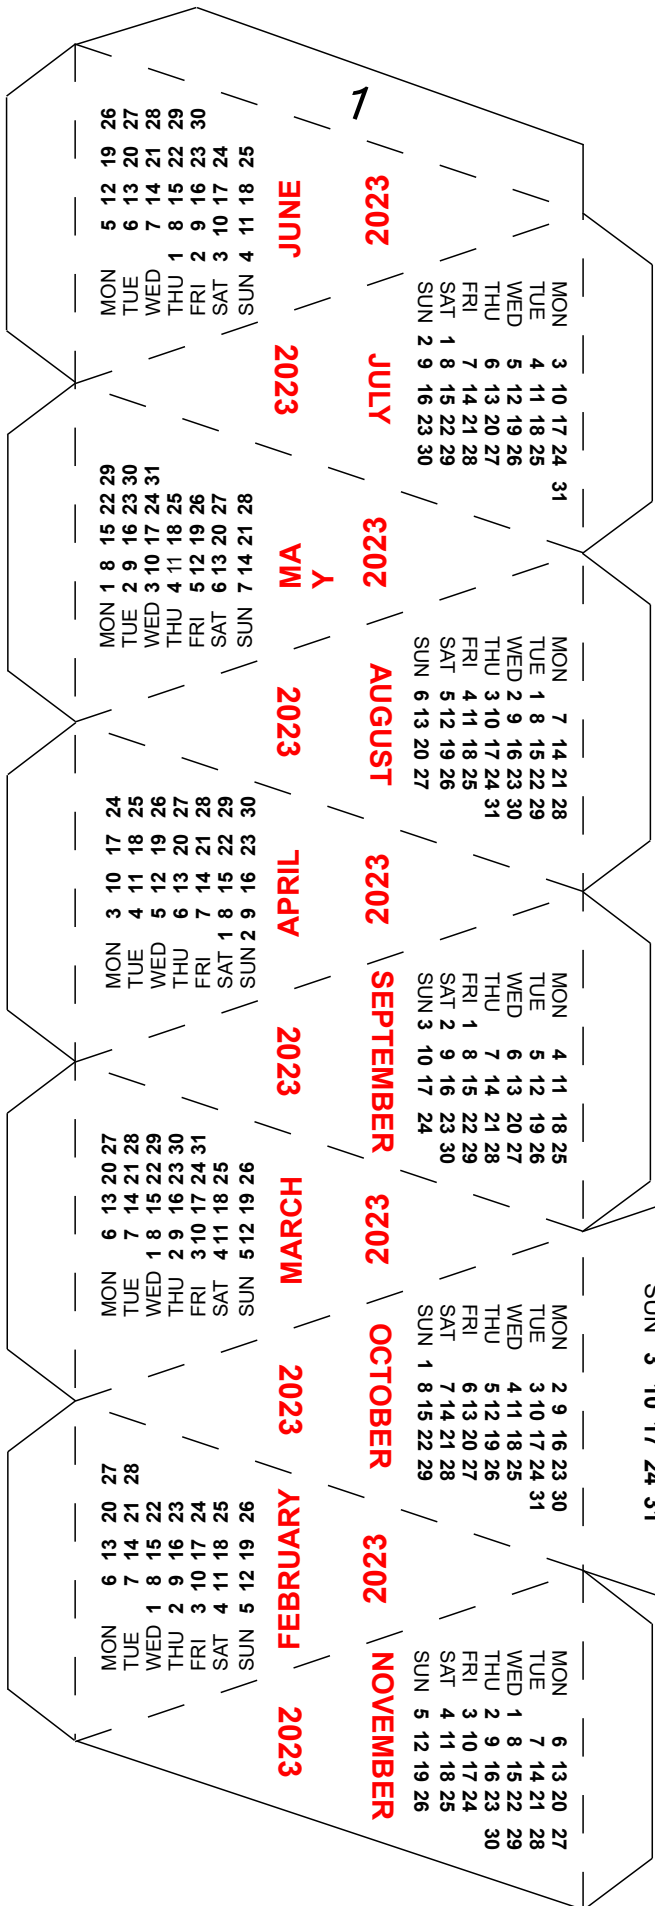 1
MON 5 12 19 26
TUE 6 13 20 27
WED 7 14 21 28
THU 1 8 15 22 29
FRI 2 9 16 23 30
SAT 3 10 17 24
SUN 4 11 18 25
JUNE
2023
MON 3 10 17 24 31
TUE 4 11 18 25
WED 5 12 19 26
THU 6 13 20 27
FRI 7 14 21 28
SAT 1 8 15 22 29
SUN 2 9 16 23 30
JULY
2023
MON 1 8 15 22 29
TUE 2 9 16 23 30
WED 3 10 17 24 31
THU 4 11 18 25
FRI 5 12 19 26
SAT 6 13 20 27
SUN 7 14 21 28
MA
Y
2023
MON 7 14 21 28
TUE 1 8 15 22 29
WED 2 9 16 23 30
THU 3 10 17 24 31
FRI 4 11 18 25
SAT 5 12 19 26
SUN 6 13 20 27
AUGUST
2023
MON 3 10 17 24
TUE 4 11 18 25
WED 5 12 19 26
THU 6 13 20 27
FRI 7 14 21 28
SAT 1 8 15 22 29
SUN 2 9 16 23 30
APRIL
2023
MON 4 11 18 25
TUE 5 12 19 26
WED 6 13 20 27
THU 7 14 21 28
FRI 1 8 15 22 29
SAT 2 9 16 23 30
SUN 3 10 17 24
SEPTEMBER
2023
MON 6 13 20 27
TUE 7 14 21 28
WED 1 8 15 22 29
THU 2 9 16 23 30
FRI 3 10 17 24 31
SAT 4 11 18 25
SUN 5 12 19 26
MARCH
2023
MON 2 9 16 23 30
TUE 3 10 17 24 31
WED 4 11 18 25
THU 5 12 19 26
FRI 6 13 20 27
SAT 7 14 21 28
SUN 1 8 15 22 29
OCTOBER
2023
MON 6 13 20 27
TUE 7 14 21 28
WED 1 8 15 22
THU 2 9 16 23
FRI 3 10 17 24
SAT 4 11 18 25
SUN 5 12 19 26
FEBRUARY
2023
MON 6 13 20 27
TUE 7 14 21 28
WED 1 8 15 22 29
THU 2 9 16 23 30
FRI 3 10 17 24
SAT 4 11 18 25
SUN 5 12 19 26
NOVEMBER
2023
SUN 3 10 17 24 31